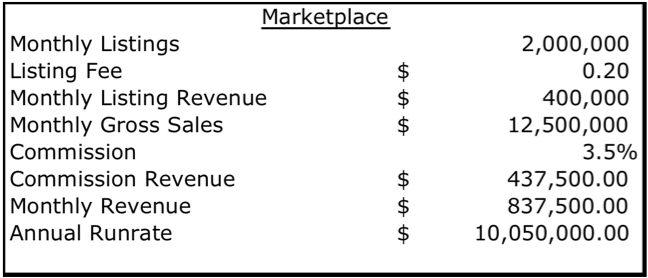 Marketplace
Monthly Listings 2,000,000
Listing Fee $ 0.20
Monthly Listing Revenue $ 400,000
Monthly Gross Sales $ 12,500,000
Commission 3.5%
Commission Revenue $ 437,500.00
Monthly Revenue $ 837,500.00
Annual Runrate $ 10,050,000.00